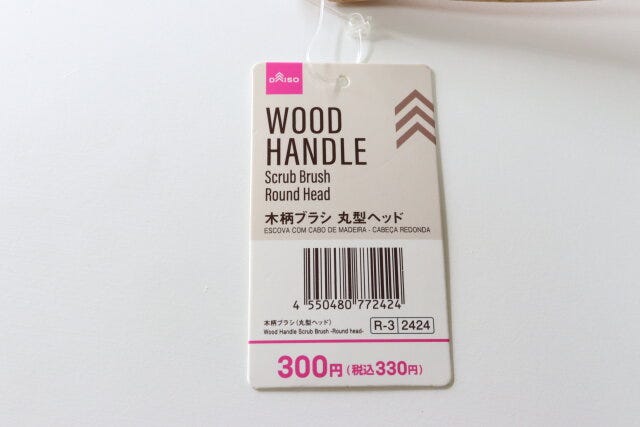 DAISO
WOOD
HANDLE
Scrub Brush
Round Head
木柄ブラシ 丸型ヘッド
ESCOVA COM CABO DE MADEIRA - CABEÇA REDONDA
4 550480 772424
木柄ブラシ(丸型ヘッド)
Wood Handle Scrub Brush -Round head-
R-3 2424
300円(税込330円)